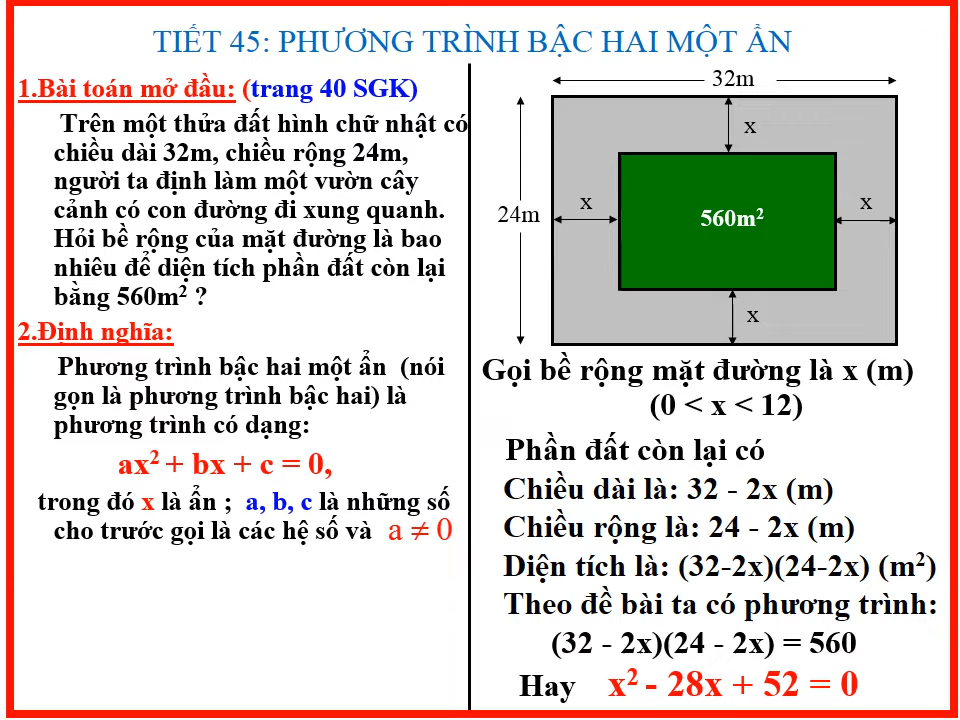 TIẾT 45: PHƯƠNG TRÌNH BẬC HAI MỘT ẨN
1.Bài toán mở đầu: (trang 40 SGK)
Trên một thửa đất hình chữ nhật có
chiều dài 32m, chiều rộng 24m,
người ta định làm một vườn cây
cảnh có con đường đi xung quanh.
Hỏi bề rộng của mặt đường là bao
nhiêu để diện tích phần đất còn lại
bằng 560m² ?
2.Định nghĩa:
Phương trình bậc hai một ẩn (nói
gọn là phương trình bậc hai) là
phương trình có dạng:
ax² + bx + c = 0,
trong đó x là ẩn ; a, b, c là những số
cho trước gọi là các hệ số và a ≠ 0
32m
x
24m
x
560m²
x
x
Gọi bề rộng mặt đường là x (m)
(0 < x < 12)
Phần đất còn lại có
Chiều dài là: 32 - 2x (m)
Chiều rộng là: 24 - 2x (m)
Diện tích là: (32-2x)(24-2x) (m²)
Theo đề bài ta có phương trình:
(32 - 2x)(24 - 2x) = 560
Hay x² - 28x + 52 = 0